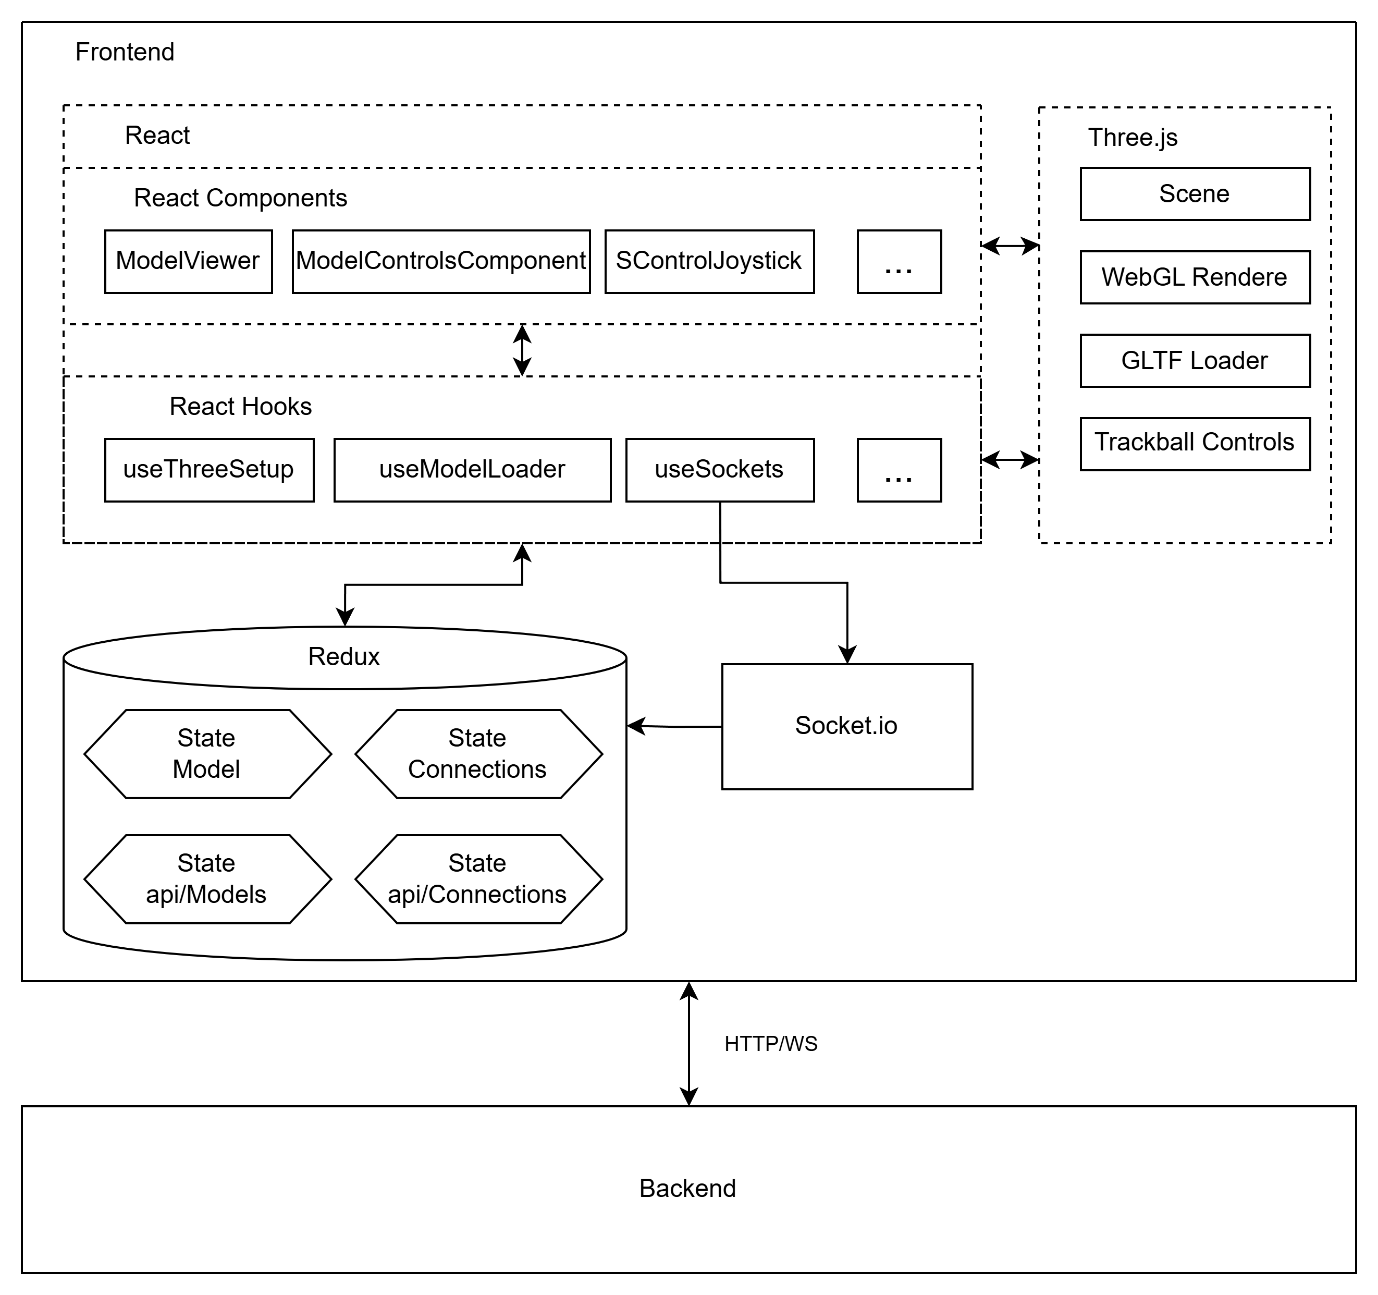 Frontend
React
React Components
ModelViewer
ModelControlsComponent
SControlJoystick
...
React Hooks
useThreeSetup
useModelLoader
useSockets
...
Three.js
Scene
WebGL Rendere
GLTF Loader
Trackball Controls
Redux
State
Model
State
Connections
State
api/Models
State
api/Connections
Socket.io
HTTP/WS
Backend